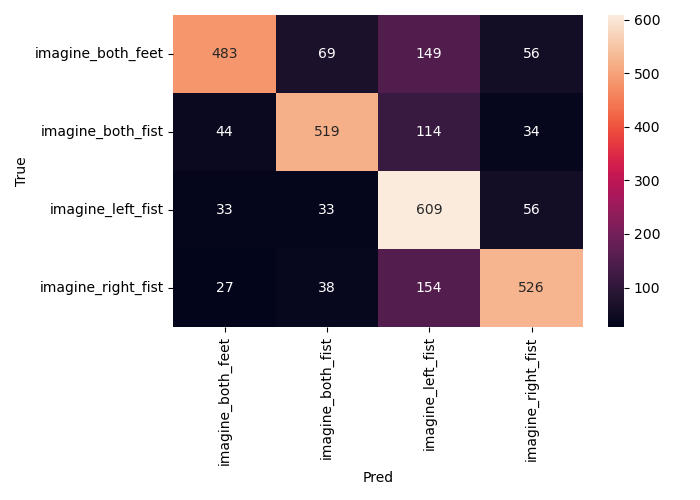 imagine_both_feet 483 69 149 56
imagine_both_fist 44 519 114 34
imagine_left_fist 33 33 609 56
imagine_right_fist 27 38 154 526
True
imagine_both_feet
imagine_both_fist
imagine_left_fist
imagine_right_fist
Pred
600
500
400
300
200
100